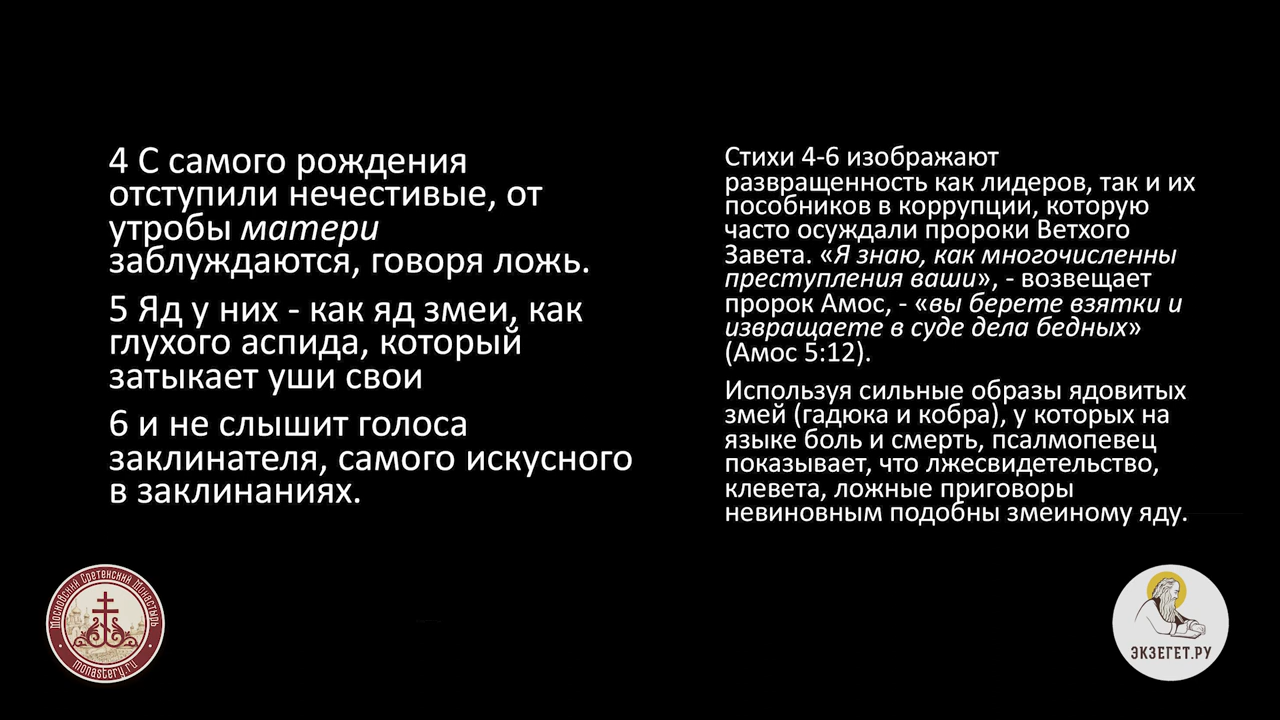 4 С самого рождения
отступили нечестивые, от
утробы матери
заблуждаются, говоря ложь.
5 Яд у них - как яд змеи, как
глухого аспида, который
затыкает уши свои
6 и не слышит голоса
заклинателя, самого искусного
в заклинаниях.
Стихи 4-6 изображают
развращенность как лидеров, так и их
пособников в коррупции, которую
часто осуждали пророки Ветхого
Завета. «Я знаю, как многочисленны
преступления ваши», - возвещает
пророк Амос, - «вы берете взятки и
извращаете в суде дела бедных»
(Амос 5:12).
Используя сильные образы ядовитых
змей (гадюка и кобра), у которых на
языке боль и смерть, псалмопевец
показывает, что лжесвидетельство,
клевета, ложные приговоры
невиновным подобны змеиному яду.
Московский Сретенский Монастырь
monastery.ru
ЭКЗЕГЕТ.РУ